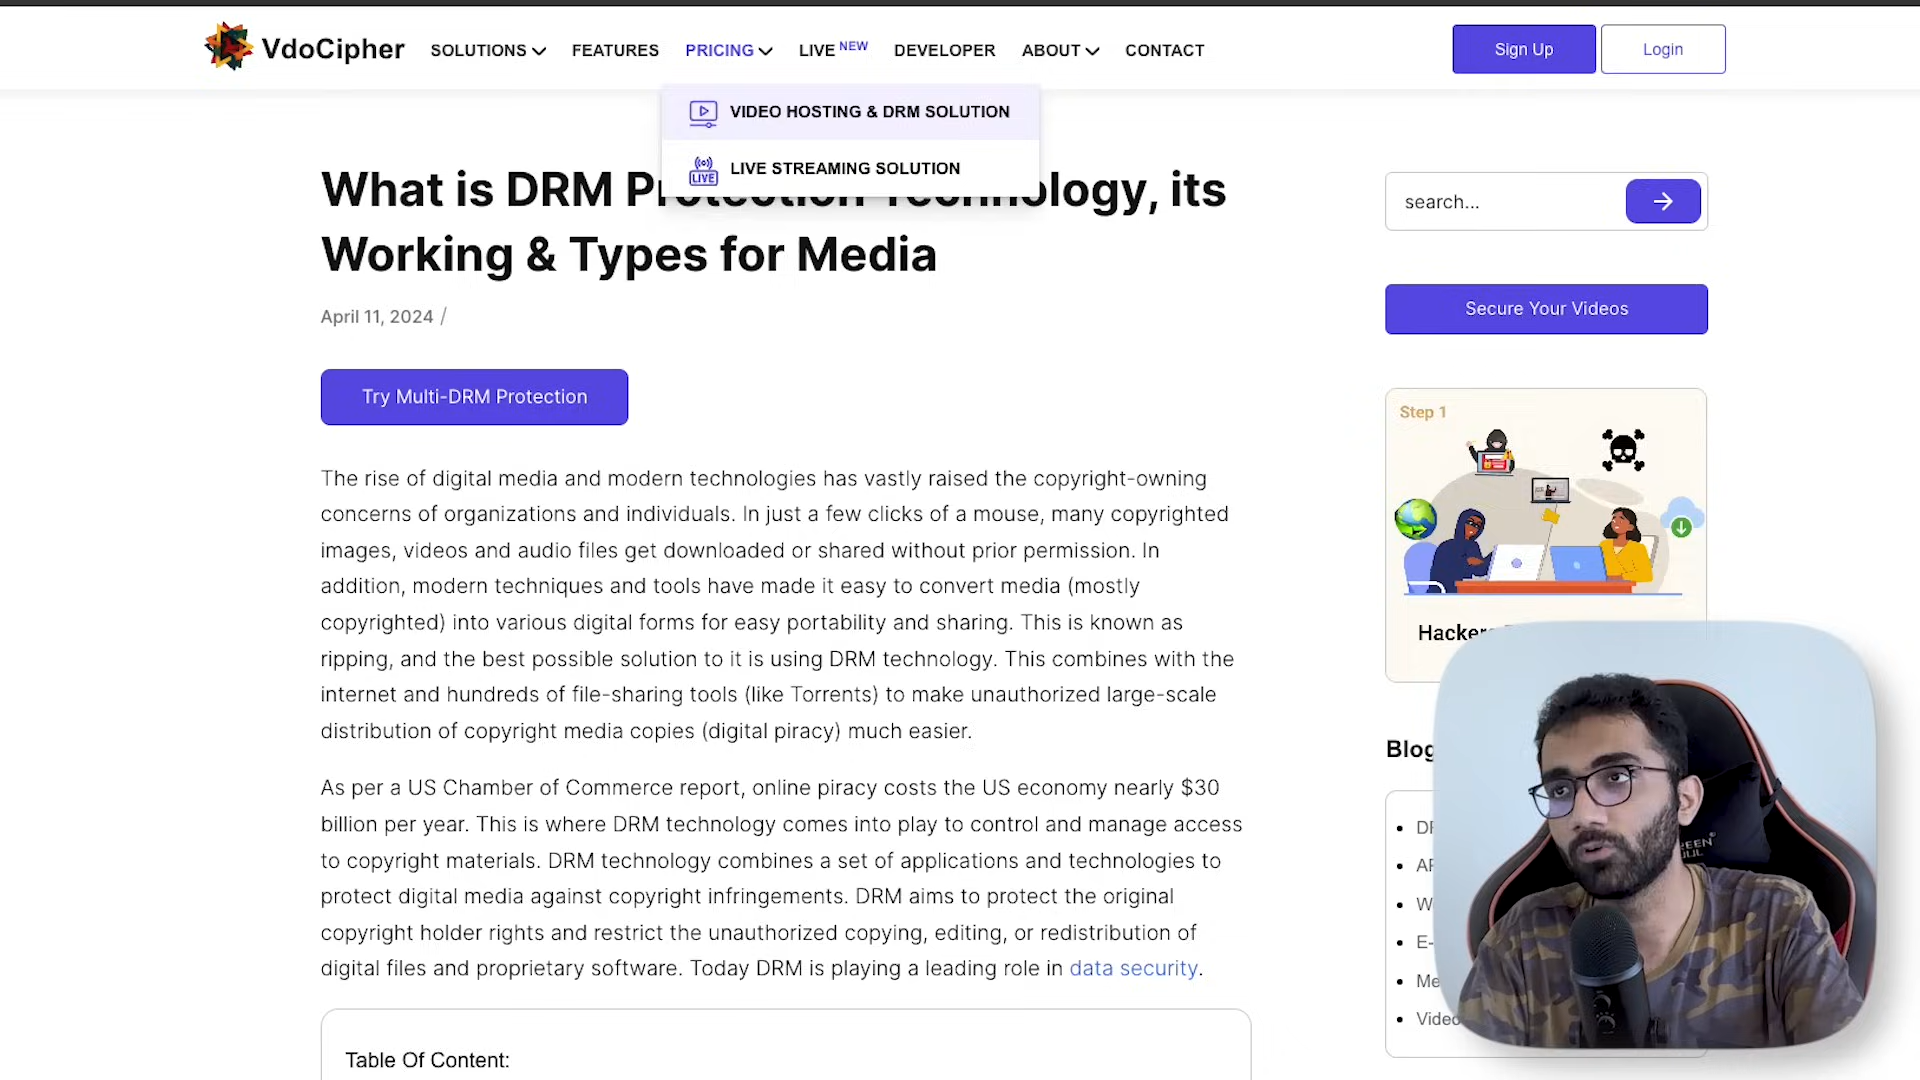 VdoCipher
SOLUTIONS
FEATURES
PRICING
LIVE NEW
DEVELOPER
ABOUT
CONTACT
Sign Up
Login
VIDEO HOSTING & DRM SOLUTION
LIVE STREAMING SOLUTION
LIVE
What is DRM Protection Technology, its
Working & Types for Media
April 11, 2024 /
Try Multi-DRM Protection
The rise of digital media and modern technologies has vastly raised the copyright-owning
concerns of organizations and individuals. In just a few clicks of a mouse, many copyrighted
images, videos and audio files get downloaded or shared without prior permission. In
addition, modern techniques and tools have made it easy to convert media (mostly
copyrighted) into various digital forms for easy portability and sharing. This is known as
ripping, and the best possible solution to it is using DRM technology. This combines with the
internet and hundreds of file-sharing tools (like Torrents) to make unauthorized large-scale
distribution of copyright media copies (digital piracy) much easier.
As per a US Chamber of Commerce report, online piracy costs the US economy nearly $30
billion per year. This is where DRM technology comes into play to control and manage access
to copyright materials. DRM technology combines a set of applications and technologies to
protect digital media against copyright infringements. DRM aims to protect the original
copyright holder rights and restrict the unauthorized copying, editing, or redistribution of
digital files and proprietary software. Today DRM is playing a leading role in data security.
Table Of Content:
search...
Secure Your Videos
Step 1
Hackers
Blog
Video